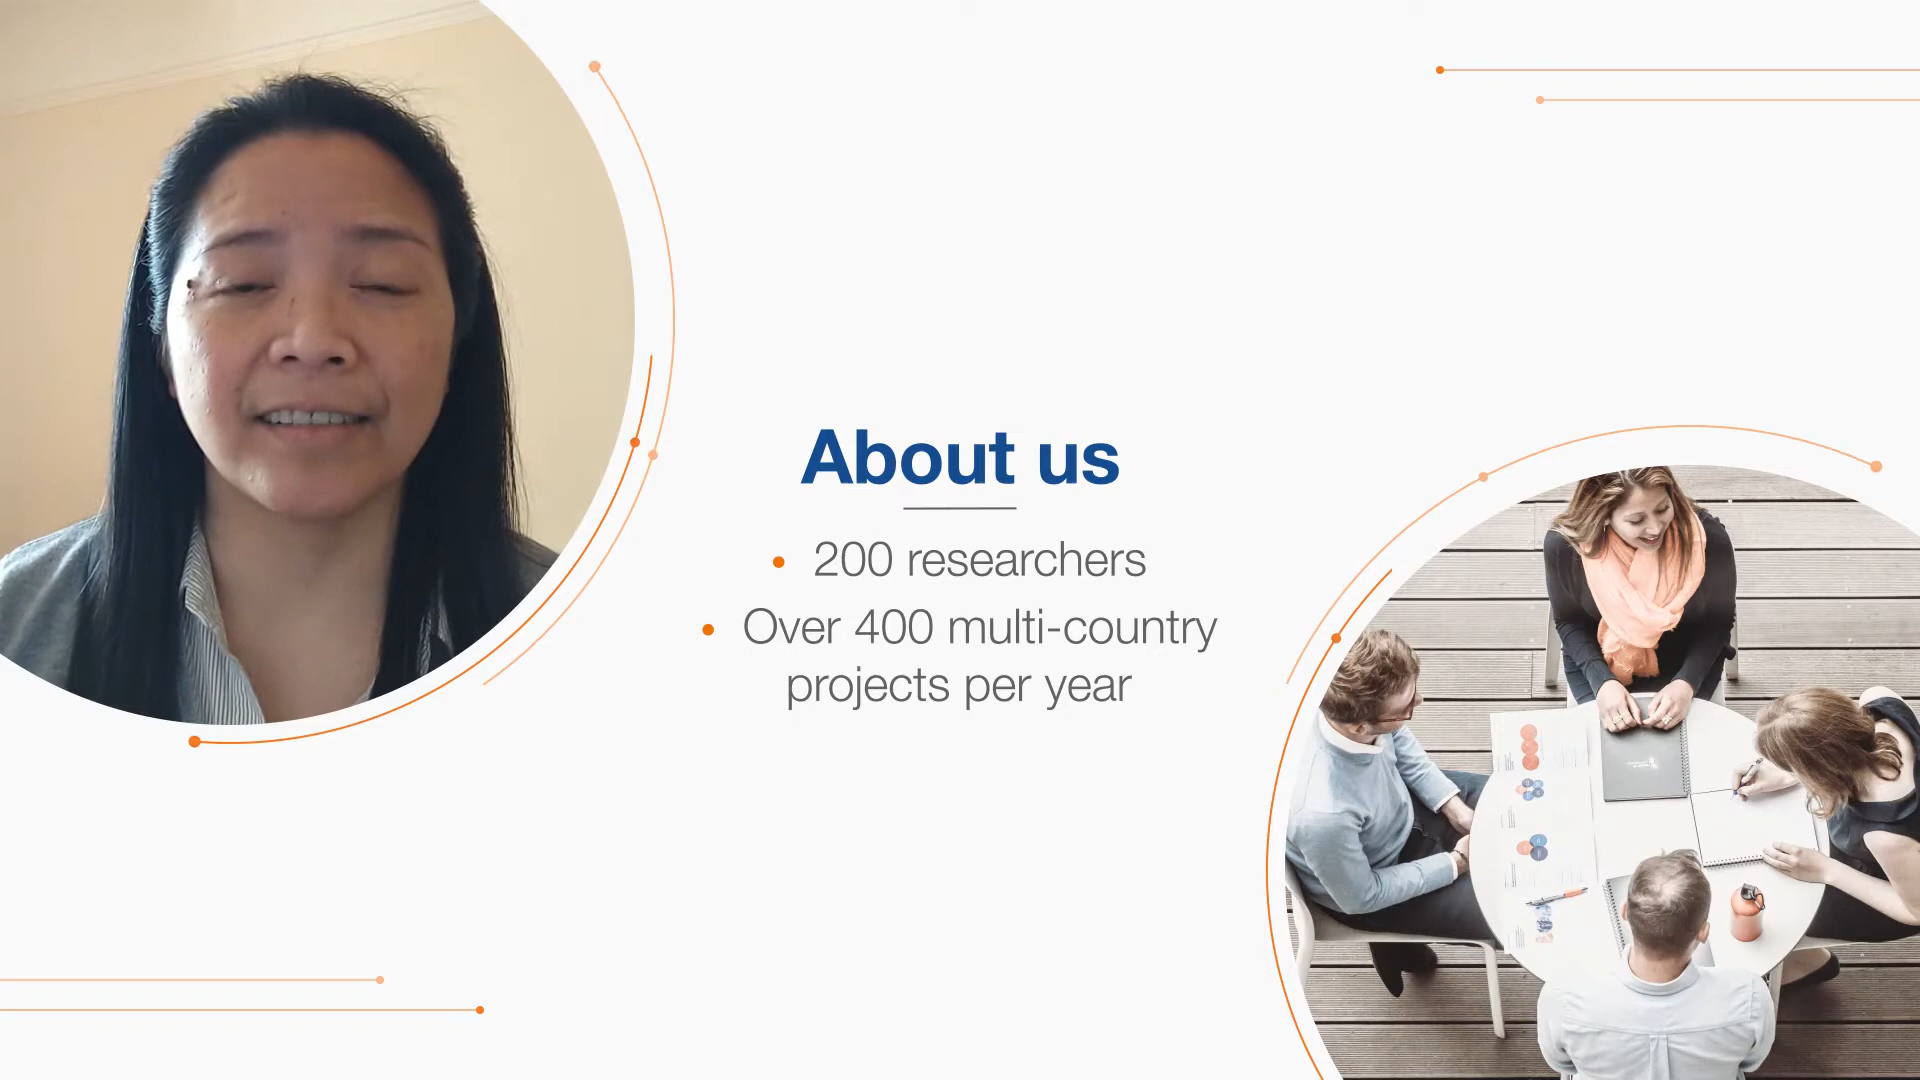 About us
• 200 researchers
• Over 400 multi-country
projects per year